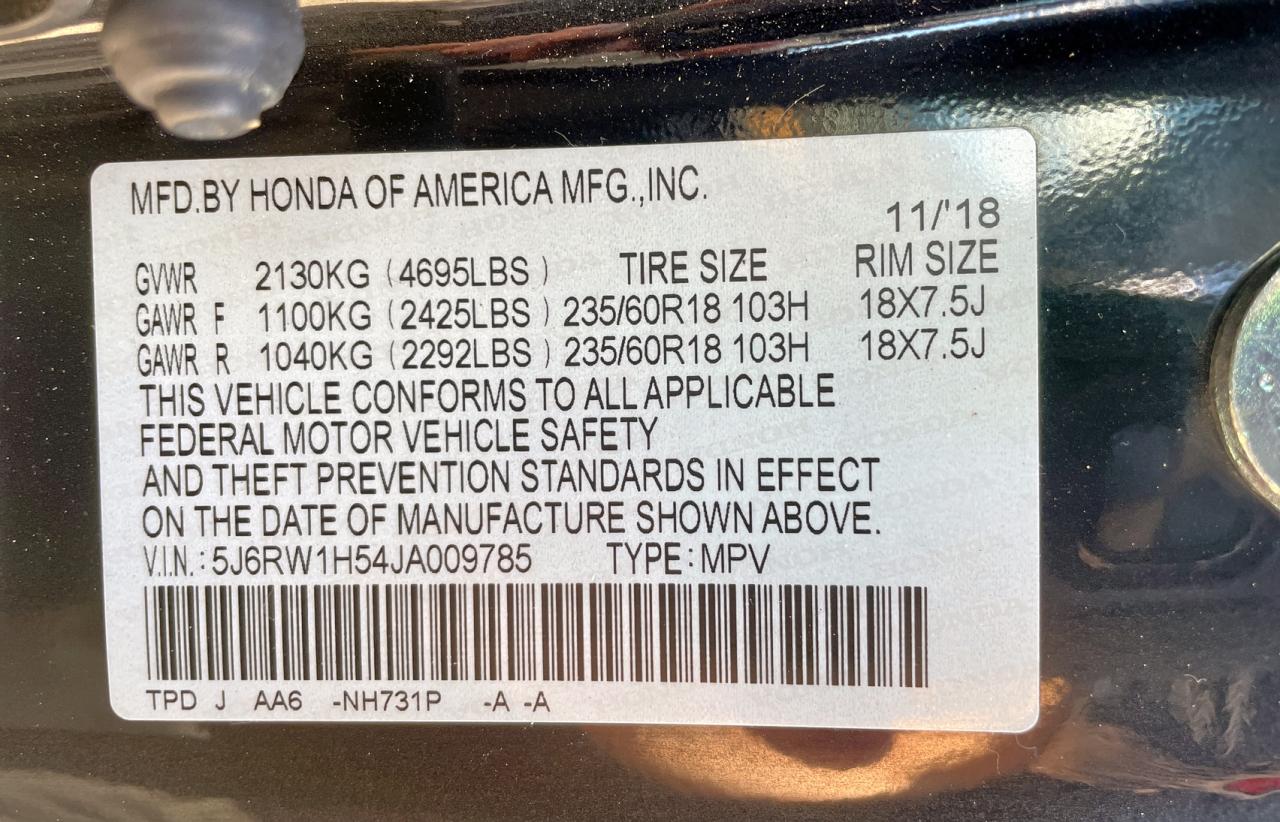 MFD.BY HONDA OF AMERICA MFG.,INC.
11/'18
GVWR 2130KG (4695LBS ) TIRE SIZE RIM SIZE
GAWR F 1100KG (2425LBS ) 235/60R18 103H 18X7.5J
GAWR R 1040KG (2292LBS ) 235/60R18 103H 18X7.5J
THIS VEHICLE CONFORMS TO ALL APPLICABLE
FEDERAL MOTOR VEHICLE SAFETY
AND THEFT PREVENTION STANDARDS IN EFFECT
ON THE DATE OF MANUFACTURE SHOWN ABOVE.
V.I.N.: 5J6RW1H54JA009785 TYPE: MPV
TPD J AA6 -NH731P -A -A